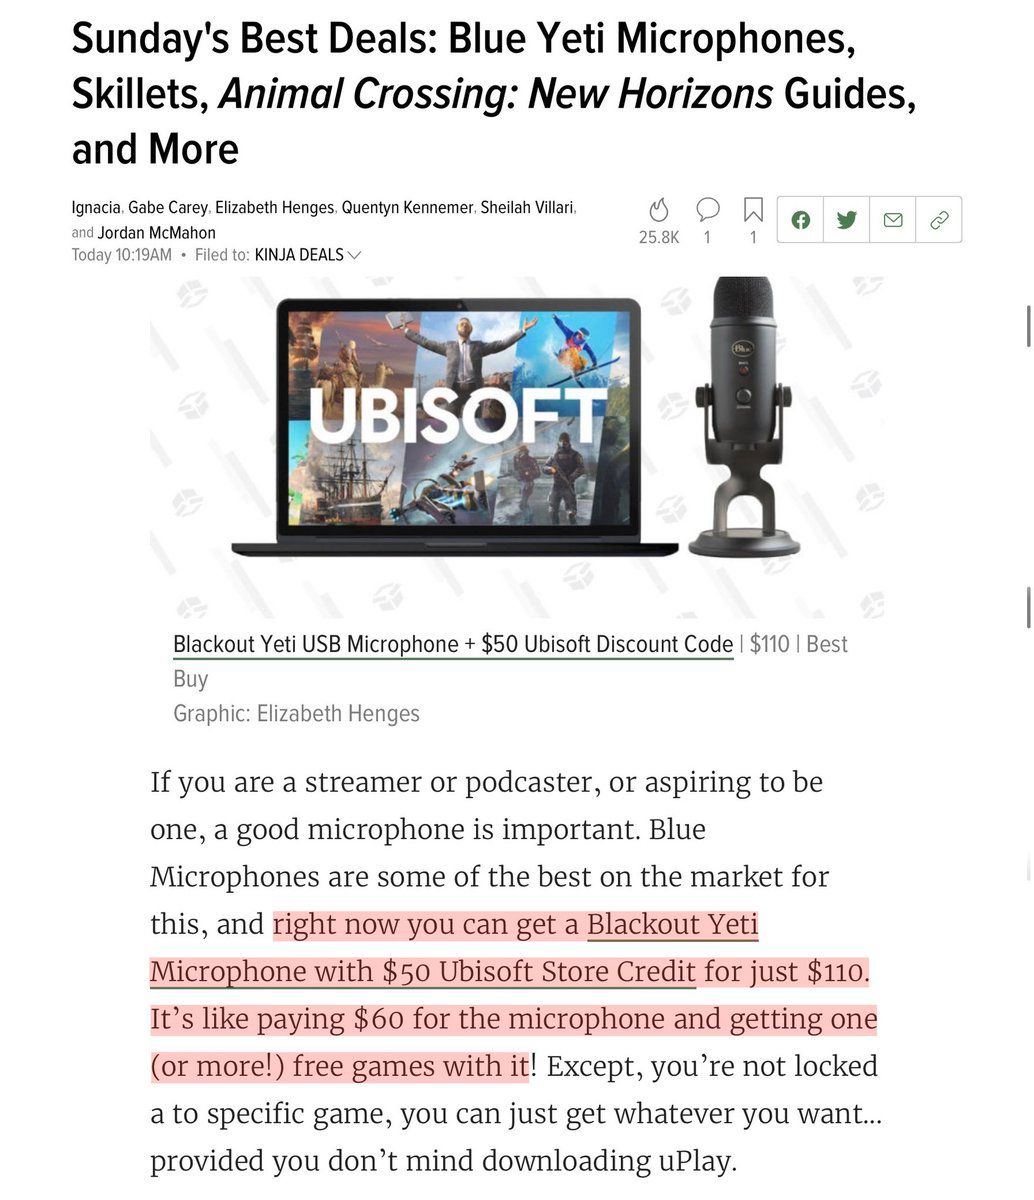 Sunday's Best Deals: Blue Yeti Microphones,
Skillets, Animal Crossing: New Horizons Guides,
and More
Ignacia, Gabe Carey, Elizabeth Henges, Quentyn Kennemer, Sheilah Villari,
and Jordan McMahon
Today 10:19AM • Filed to: KINJA DEALS
25.8K
1
1
UBISOFT
Blue
Blackout Yeti USB Microphone + $50 Ubisoft Discount Code | $110 | Best
Buy
Graphic: Elizabeth Henges
If you are a streamer or podcaster, or aspiring to be
one, a good microphone is important. Blue
Microphones are some of the best on the market for
this, and right now you can get a Blackout Yeti
Microphone with $50 Ubisoft Store Credit for just $110.
It’s like paying $60 for the microphone and getting one
(or more!) free games with it! Except, you’re not locked
a to specific game, you can just get whatever you want...
provided you don’t mind downloading uPlay.